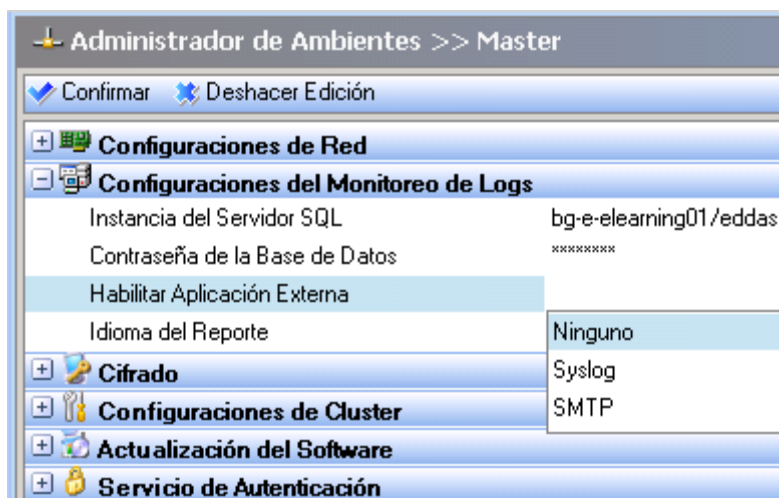 Administrador de Ambientes >> Master
Confirmar Deshacer Edición
Configuraciones de Red
Configuraciones del Monitoreo de Logs
Instancia del Servidor SQL bg-e-elearning01/eddas
Contraseña de la Base de Datos ********
Habilitar Aplicación Externa
Idioma del Reporte Ninguno
Cifrado Syslog
Configuraciones de Cluster SMTP
Actualización del Software
Servicio de Autenticación